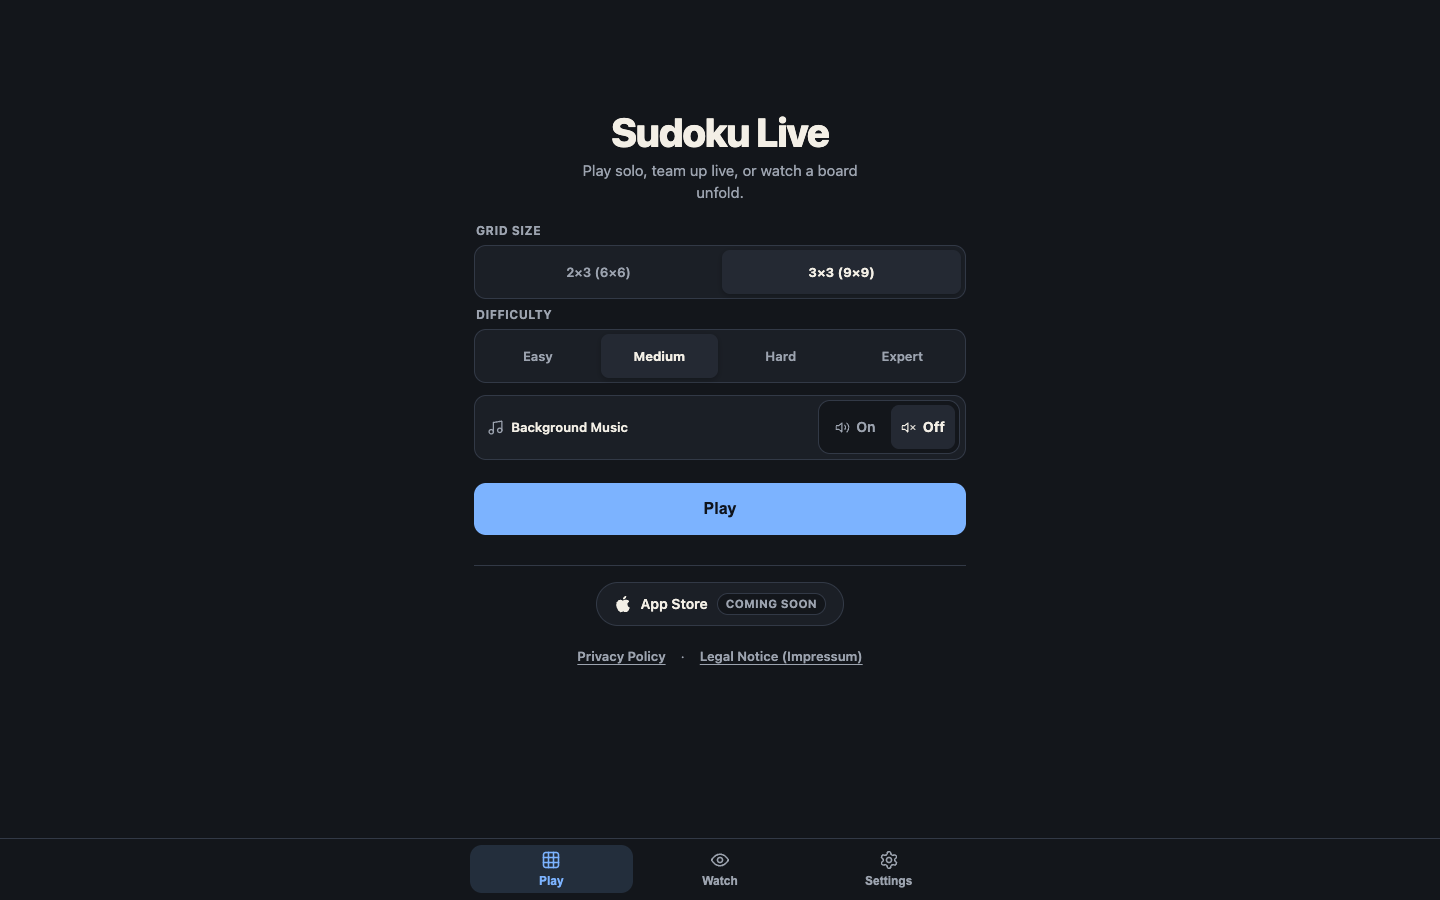 Sudoku Live
Play solo, team up live, or watch a board
unfold.
GRID SIZE
2×3 (6×6)
3×3 (9×9)
DIFFICULTY
Easy
Medium
Hard
Expert
Background Music
On
Off
Play
App Store
COMING SOON
Privacy Policy · Legal Notice (Impressum)
Play
Watch
Settings